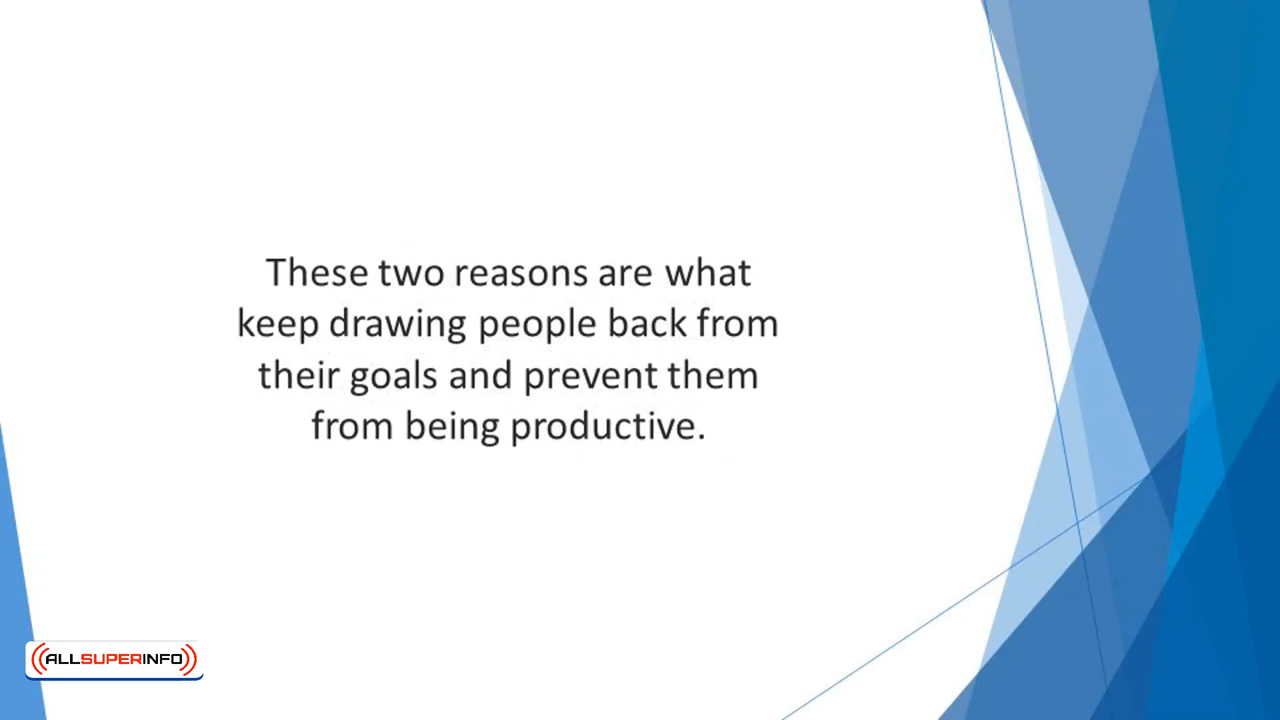 These two reasons are what
keep drawing people back from
their goals and prevent them
from being productive.
ALLSUPERINFO